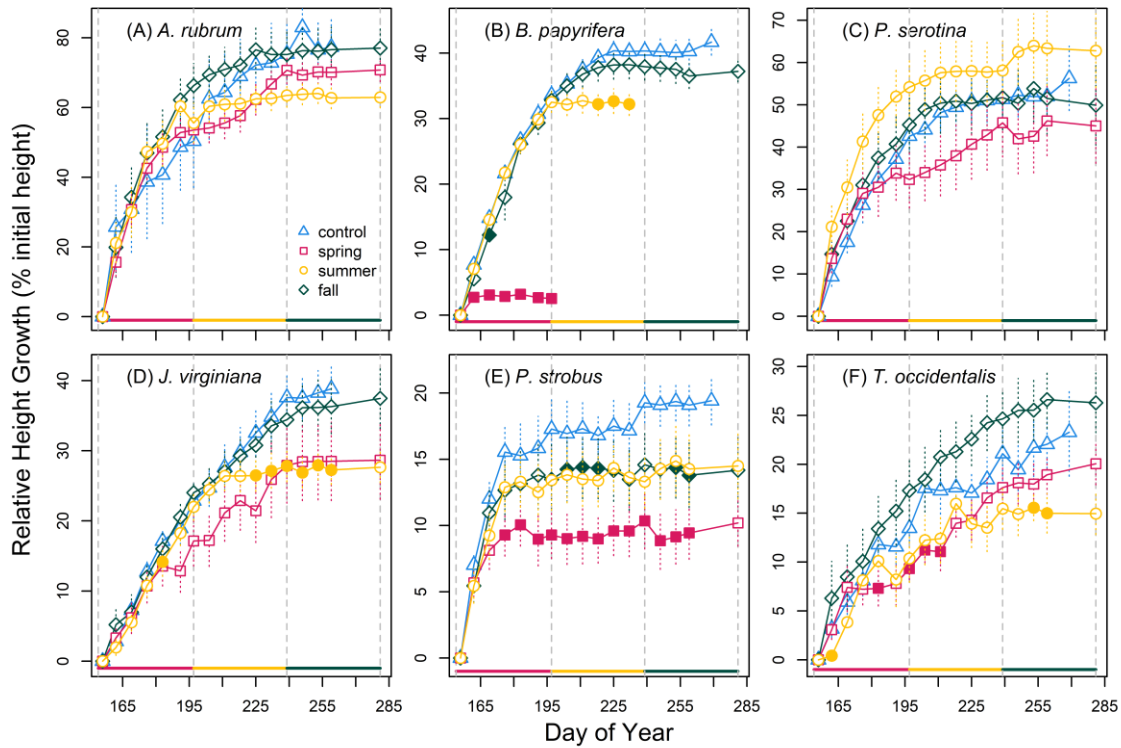 Relative Height Growth (% initial height)
(A) A. rubrum
0 20 40 60 80
control
spring
summer
fall
(B) B. papyrifera
0 10 20 30 40
(C) P. serotina
0 10 20 30 40 50 60 70
(D) J. virginiana
0 10 20 30 40
165 195 225 255 285
(E) P. strobus
0 5 10 15 20
165 195 225 255 285
(F) T. occidentalis
0 5 10 15 20 25 30
165 195 225 255 285
Day of Year